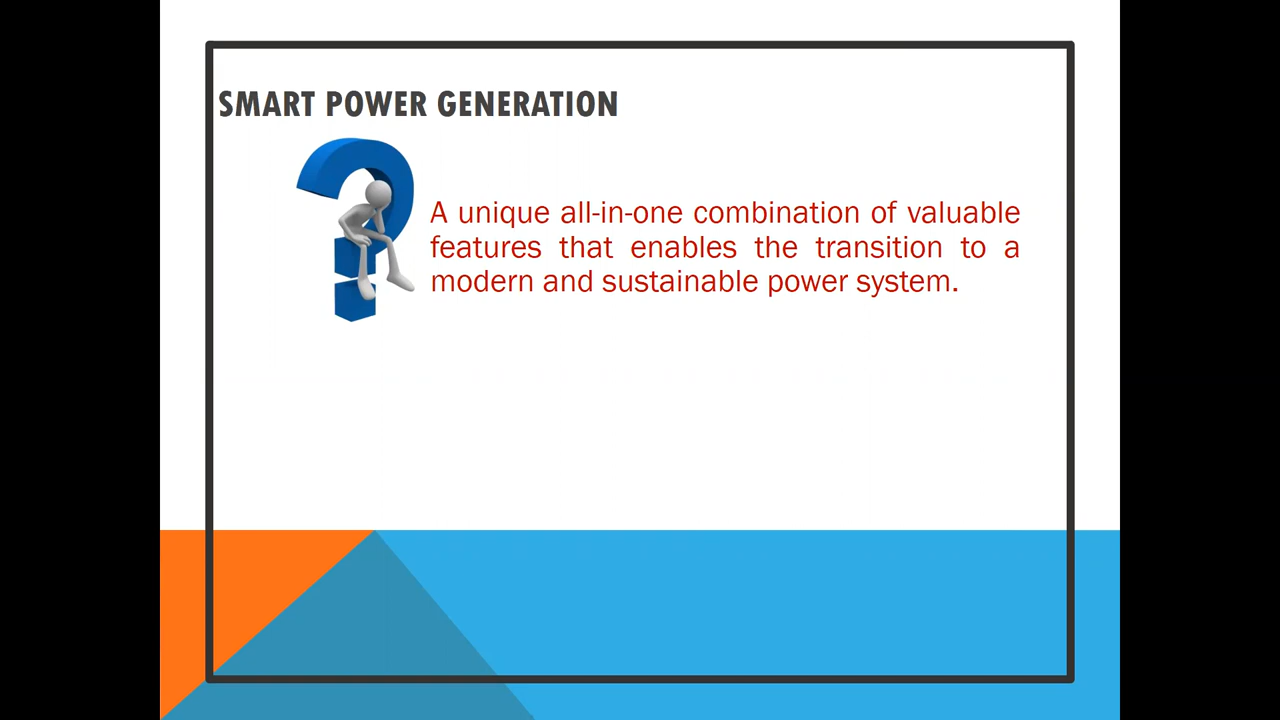 SMART POWER GENERATION
A unique all-in-one combination of valuable
features that enables the transition to a
modern and sustainable power system.